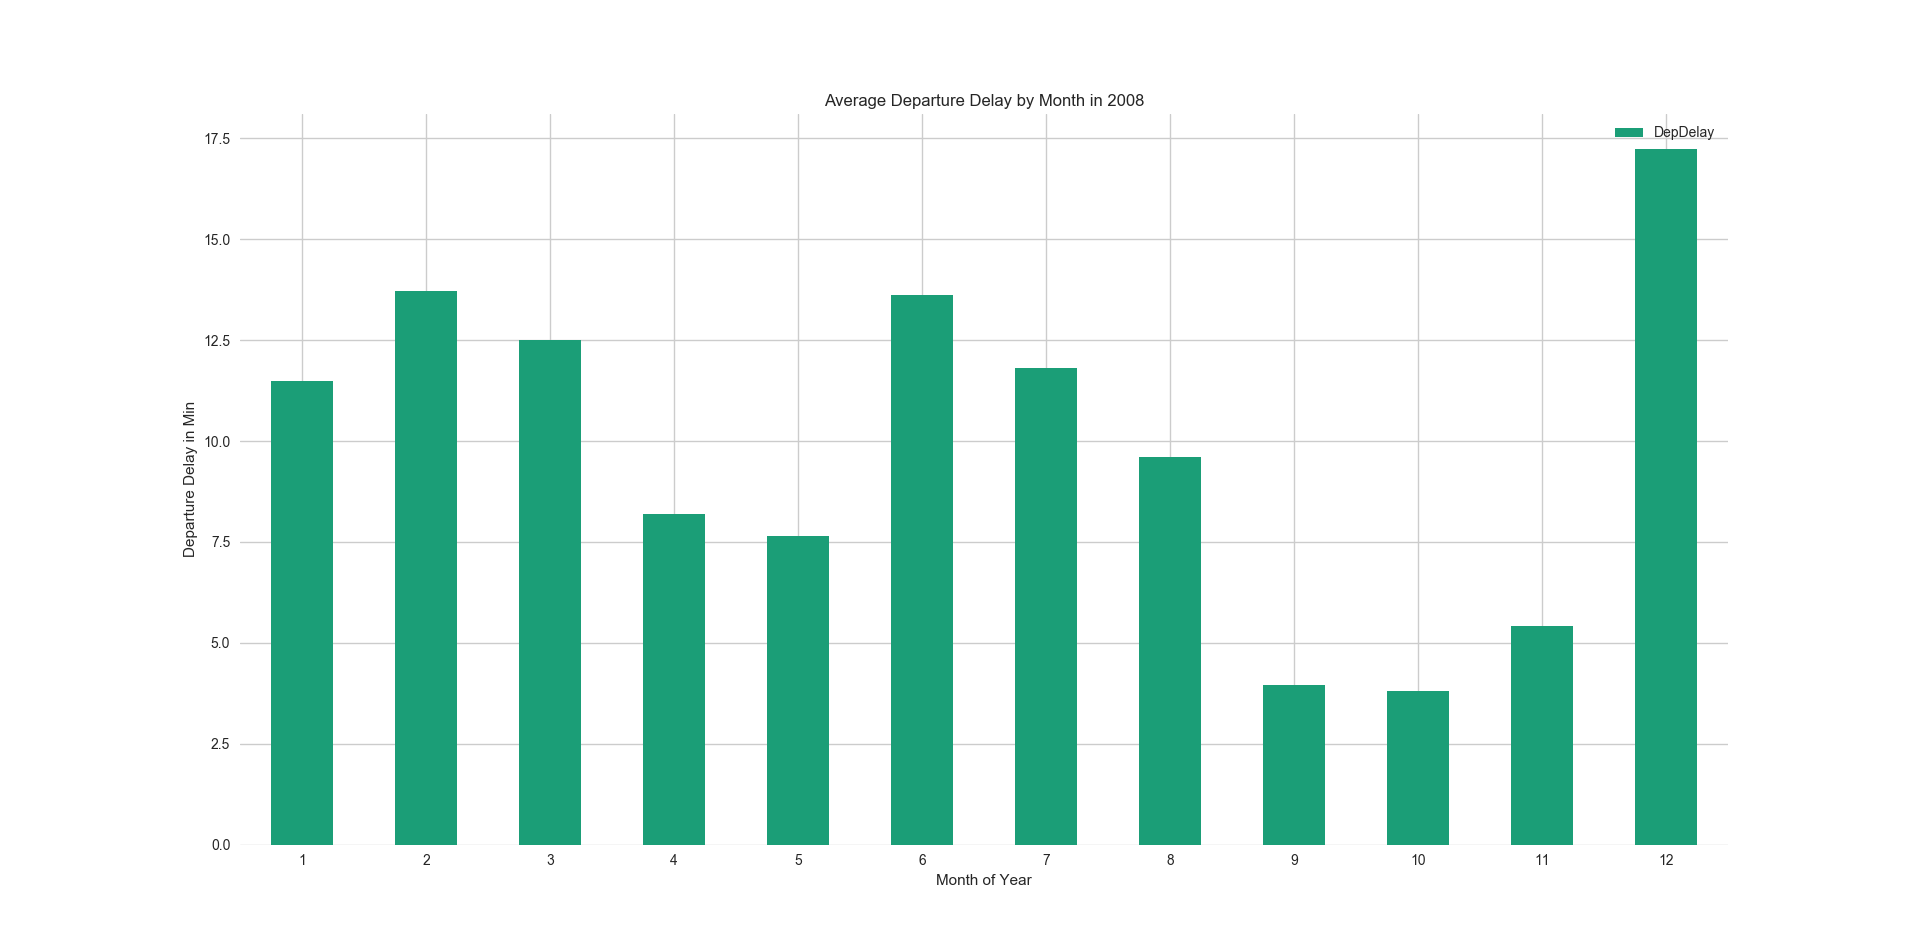 Average Departure Delay by Month in 2008
DepDelay
17.5
15.0
12.5
10.0
7.5
5.0
2.5
0.0
Departure Delay in Min
1 2 3 4 5 6 7 8 9 10 11 12
Month of Year